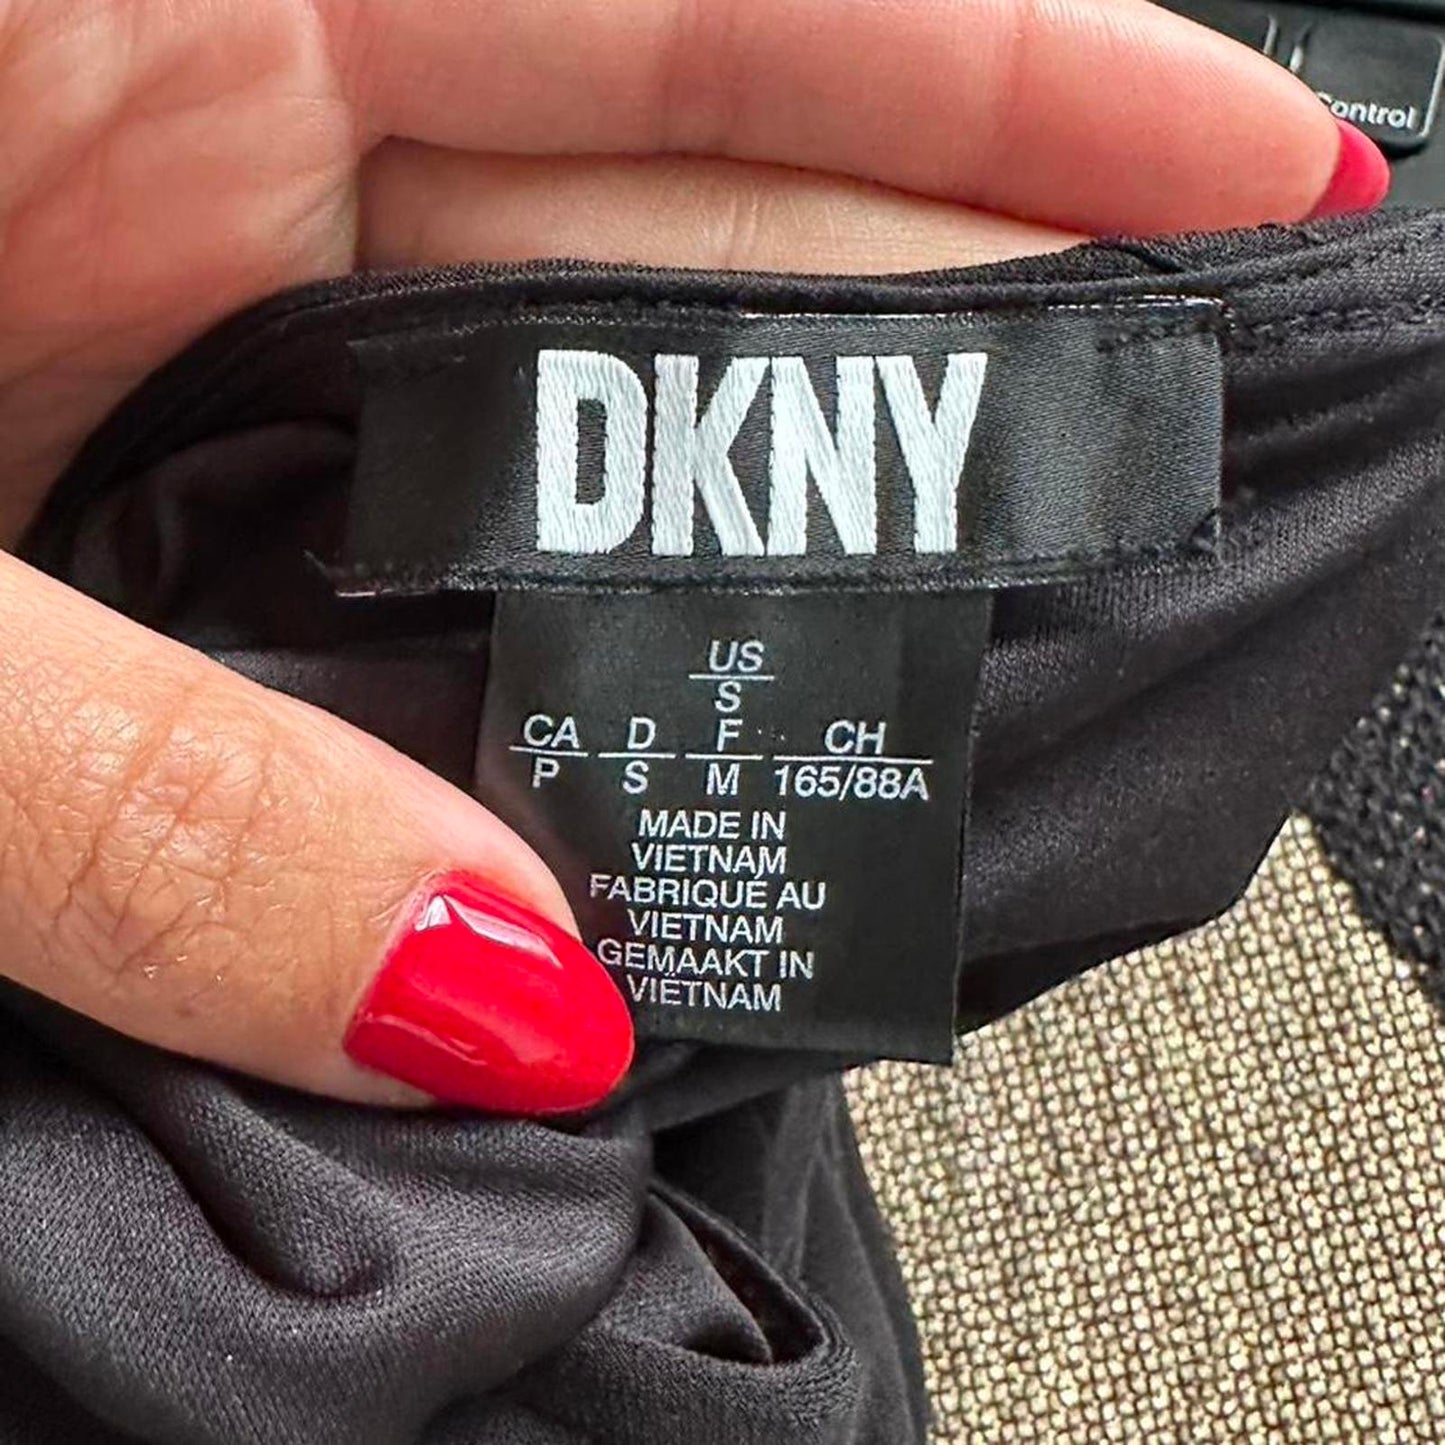 Control
DKNY
US
S
CA D F CH
P S M 165/88A
MADE IN
VIETNAM
FABRIQUÉ AU
VIETNAM
GEMAAKT IN
VIETNAM